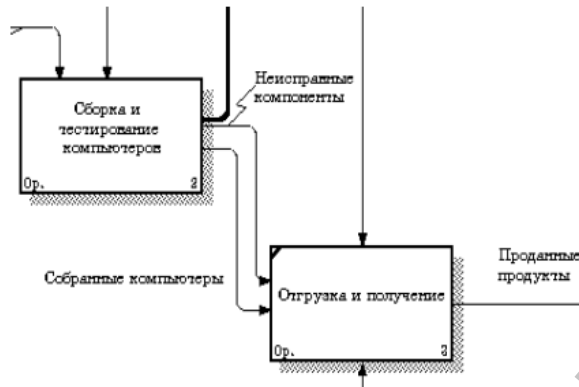 Неисправные
компоненты
Сборка и
тестирование
компьютеров
0р.
2
Собранные компьютеры
Отгрузка и получение
Проданные
продукты
0р.
3